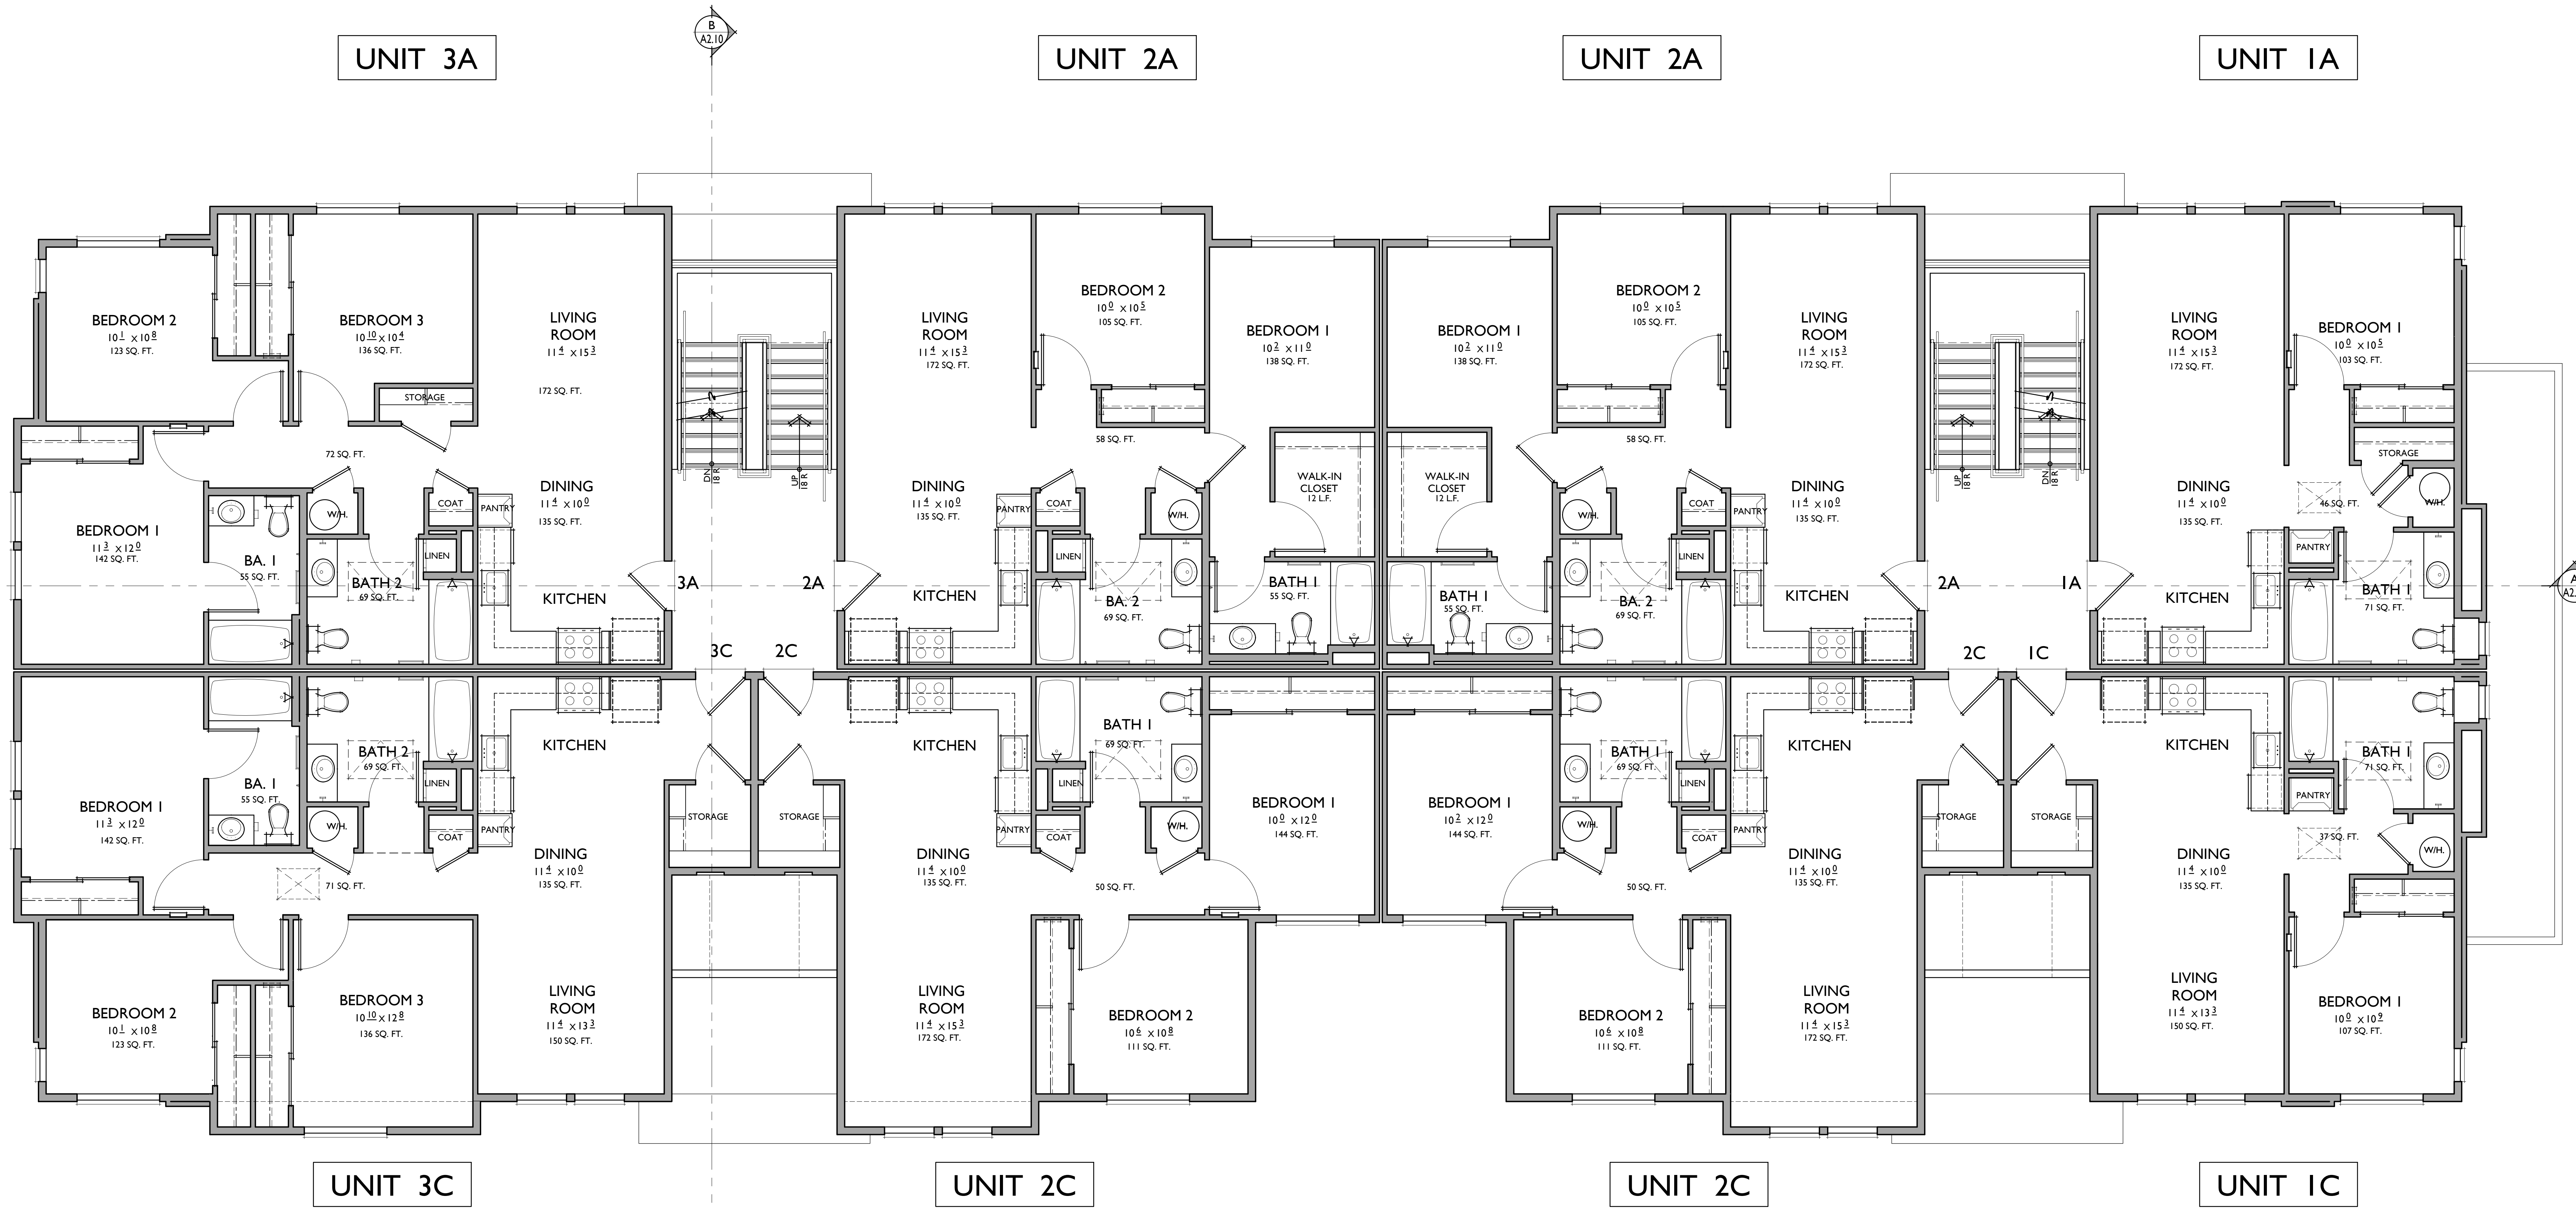 UNIT 3A
B
A2.10
UNIT 2A
UNIT 2A
UNIT 1A
BEDROOM 2
10 1 X 10 8
123 SQ. FT.
BEDROOM 3
10 10 X 10 4
136 SQ. FT.
LIVING
ROOM
11 4 X 15 3
172 SQ. FT.
STORAGE
72 SQ. FT.
BEDROOM 1
11 3 X 12 0
142 SQ. FT.
BA. 1
55 SQ. FT.
W/H.
COAT
LINEN
BATH 2
69 SQ. FT.
PANTRY
DINING
11 4 X 10 0
135 SQ. FT.
KITCHEN
3A
DN
18 R
UP
18 R
2A
3C
2C
LIVING
ROOM
11 4 X 15 3
172 SQ. FT.
BEDROOM 2
10 0 X 10 5
105 SQ. FT.
BEDROOM 1
10 2 X 11 0
138 SQ. FT.
58 SQ. FT.
WALK-IN
CLOSET
12 L.F.
DINING
11 4 X 10 0
135 SQ. FT.
PANTRY
COAT
W/H.
LINEN
BA. 2
69 SQ. FT.
KITCHEN
BATH 1
55 SQ. FT.
BEDROOM 1
10 2 X 11 0
138 SQ. FT.
BEDROOM 2
10 0 X 10 5
105 SQ. FT.
LIVING
ROOM
11 4 X 15 3
172 SQ. FT.
58 SQ. FT.
WALK-IN
CLOSET
12 L.F.
W/H.
COAT
PANTRY
LINEN
DINING
11 4 X 10 0
135 SQ. FT.
BATH 1
55 SQ. FT.
BA. 2
69 SQ. FT.
KITCHEN
2A
UP
18 R
DN
18 R
1A
2C
1C
LIVING
ROOM
11 4 X 15 3
172 SQ. FT.
BEDROOM 1
10 0 X 10 5
103 SQ. FT.
STORAGE
46 SQ. FT.
W/H.
DINING
11 4 X 10 0
135 SQ. FT.
PANTRY
BATH 1
71 SQ. FT.
KITCHEN
A
A2.
BEDROOM 1
11 3 X 12 0
142 SQ. FT.
BA. 1
55 SQ. FT.
BATH 2
69 SQ. FT.
LINEN
W/H.
COAT
PANTRY
KITCHEN
DINING
11 4 X 10 0
135 SQ. FT.
71 SQ. FT.
BEDROOM 2
10 1 X 10 8
123 SQ. FT.
BEDROOM 3
10 10 X 12 8
136 SQ. FT.
LIVING
ROOM
11 4 X 13 3
150 SQ. FT.
STORAGE
STORAGE
KITCHEN
BATH 1
69 SQ. FT.
LINEN
PANTRY
COAT
W/H.
BEDROOM 1
10 0 X 12 0
144 SQ. FT.
DINING
11 4 X 10 0
135 SQ. FT.
50 SQ. FT.
LIVING
ROOM
11 4 X 15 3
172 SQ. FT.
BEDROOM 2
10 6 X 10 8
111 SQ. FT.
BEDROOM 1
10 2 X 12 0
144 SQ. FT.
BATH 1
69 SQ. FT.
LINEN
W/H.
COAT
PANTRY
KITCHEN
DINING
11 4 X 10 0
135 SQ. FT.
50 SQ. FT.
BEDROOM 2
10 6 X 10 8
111 SQ. FT.
LIVING
ROOM
11 4 X 15 3
172 SQ. FT.
STORAGE
STORAGE
KITCHEN
BATH 1
71 SQ. FT.
PANTRY
37 SQ. FT.
W/H.
DINING
11 4 X 10 0
135 SQ. FT.
LIVING
ROOM
11 4 X 13 3
150 SQ. FT.
BEDROOM 1
10 0 X 10 9
107 SQ. FT.
UNIT 3C
UNIT 2C
UNIT 2C
UNIT 1C